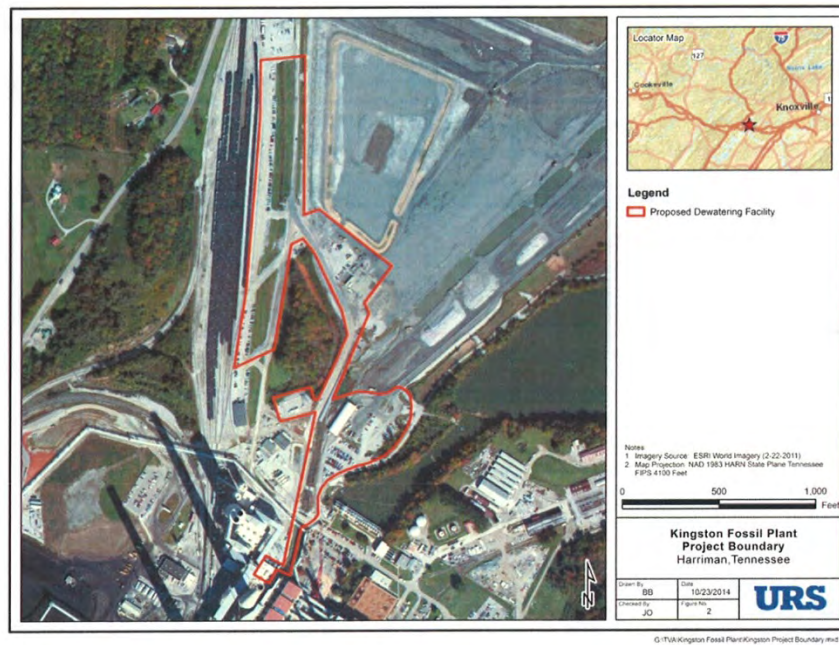 Locator Map
127
75
Cookeville
Knoxville
Legend
Proposed Dewatering Facility
Notes
1 Imagery Source: ESRI World Imagery (2-22-2011)
2 Map Projection: NAD 1983 HARN State Plane Tennessee
FIPS 4100 Feet
0 500 1,000
Feet
Kingston Fossil Plant
Project Boundary
Harriman, Tennessee
Drawn By
BB
Date
10/23/2014
Checked By
JO
Figure No.
2
URS
N
G:\TVA\Kingston Fossil Plant\Kingston Project Boundary.mxd